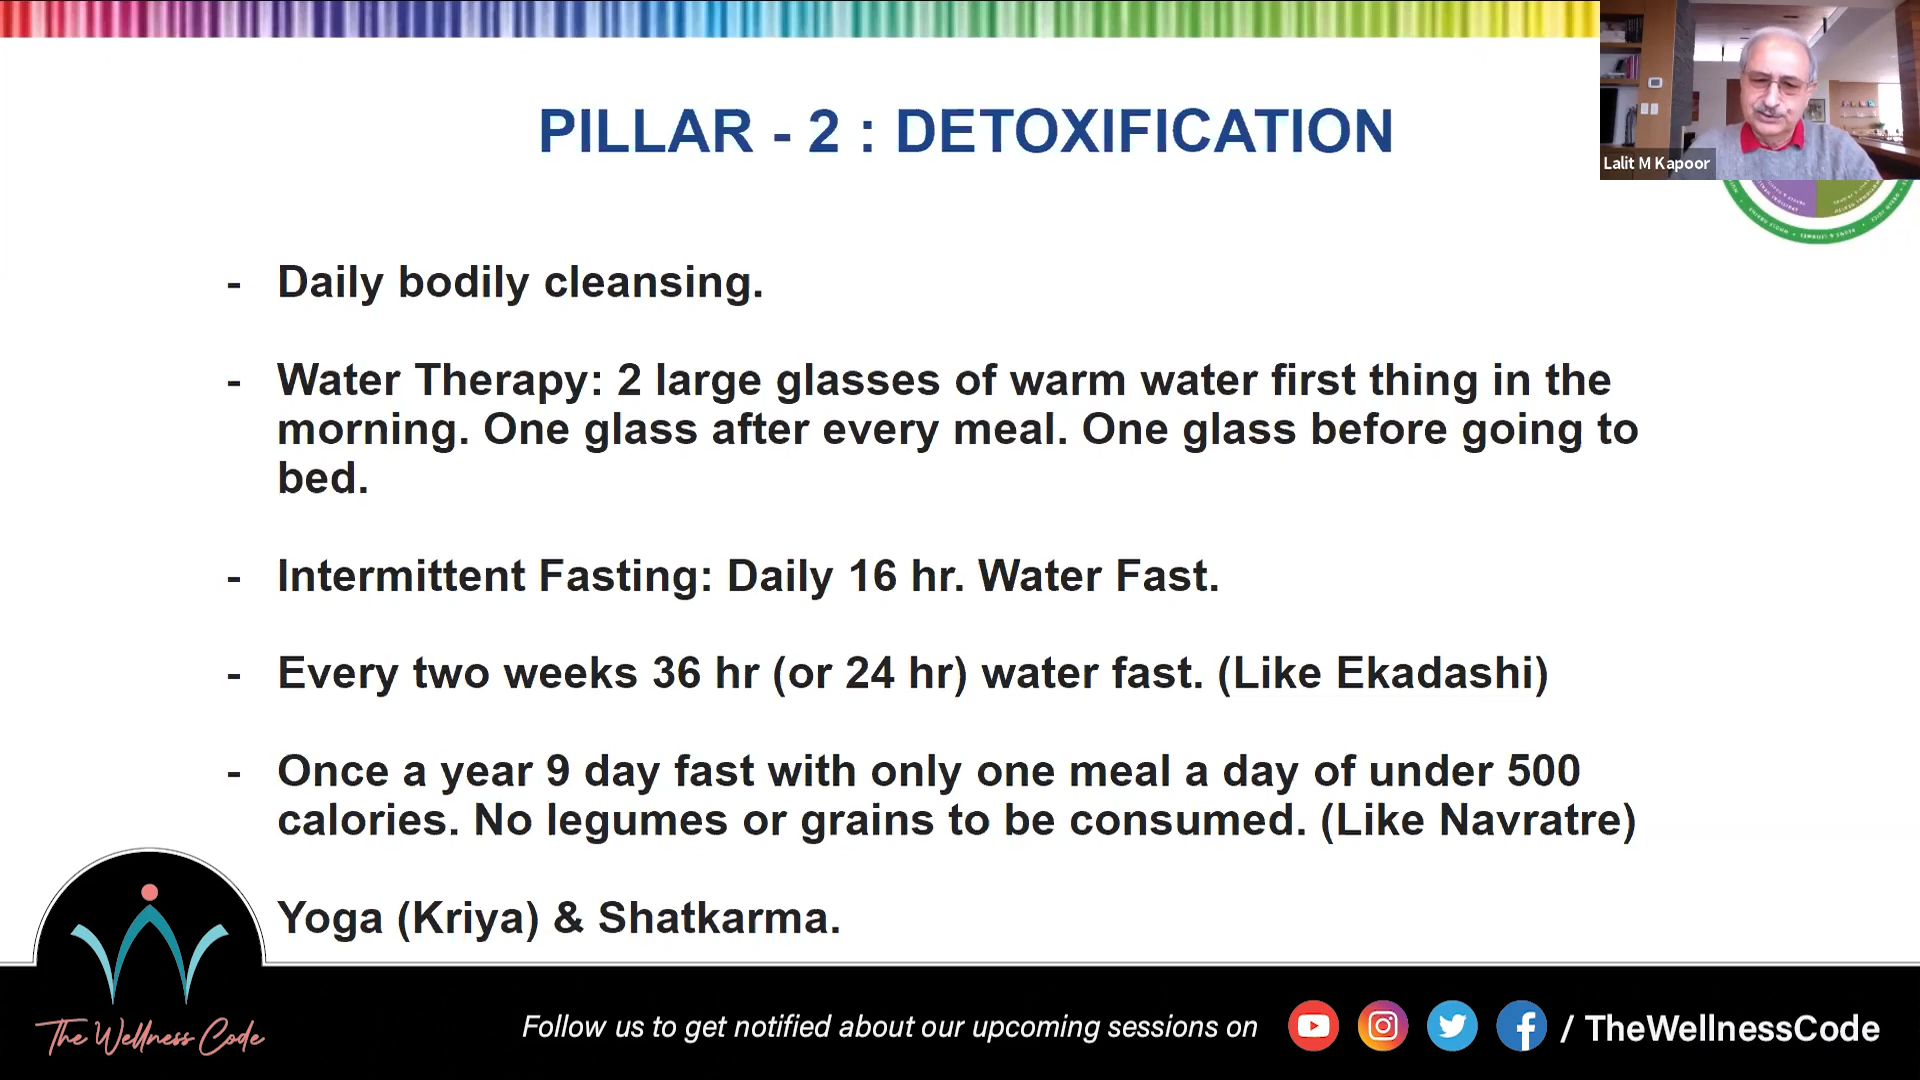 PILLAR - 2 : DETOXIFICATION
Lalit M Kapoor
- Daily bodily cleansing.
- Water Therapy: 2 large glasses of warm water first thing in the
morning. One glass after every meal. One glass before going to
bed.
- Intermittent Fasting: Daily 16 hr. Water Fast.
- Every two weeks 36 hr (or 24 hr) water fast. (Like Ekadashi)
- Once a year 9 day fast with only one meal a day of under 500
calories. No legumes or grains to be consumed. (Like Navratre)
Yoga (Kriya) & Shatkarma.
The Wellness Code
Follow us to get notified about our upcoming sessions on
/ TheWellnessCode